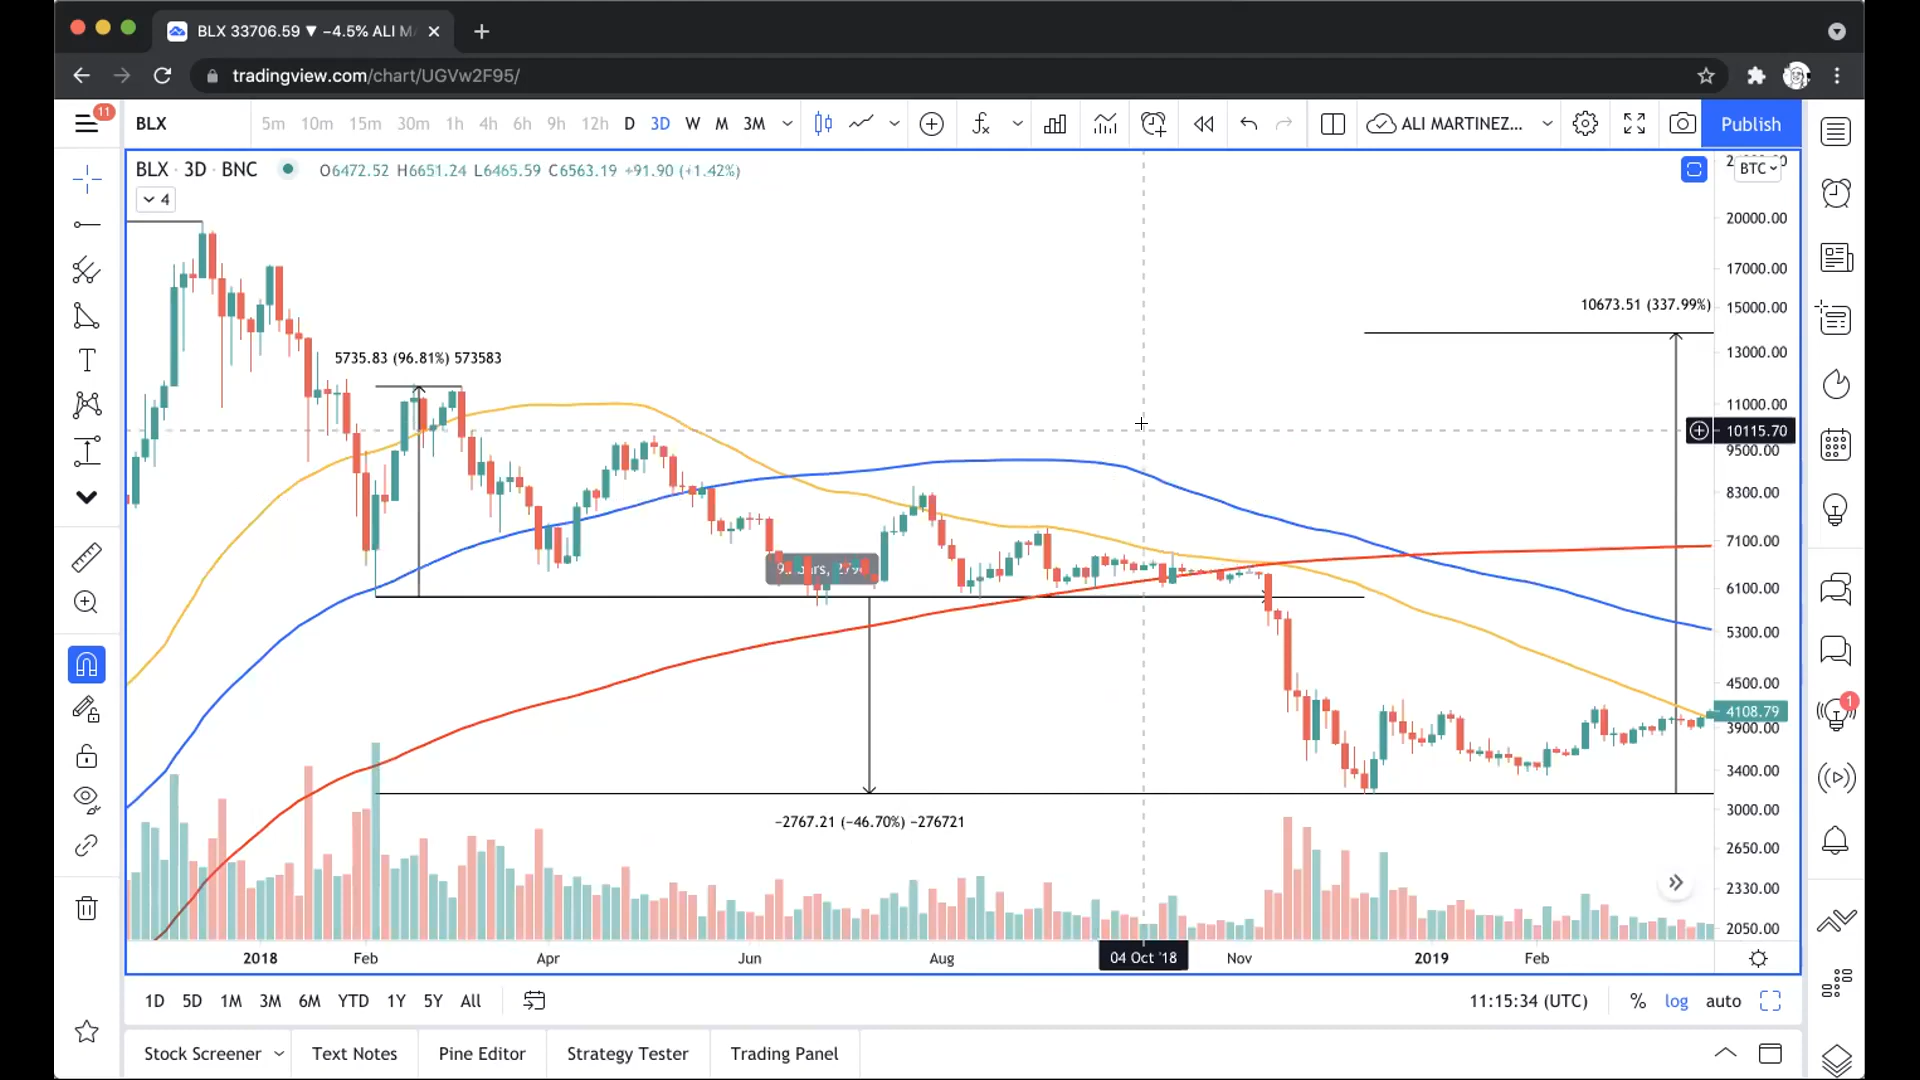 BLX 33706.59 ▼ −4.5% ALI M
tradingview.com/chart/UGVw2F95/
11
BLX 5m 10m 15m 30m 1h 4h 6h 9h 12h D 3D W M 3M ALI MARTINEZ... Publish
BLX · 3D · BNC O6472.52 H6651.24 L6465.59 C6563.19 +91.90 (+1.42%)
BTC
4
20000.00
17000.00
10673.51 (337.99%)
15000.00
5735.83 (96.81%) 573583
13000.00
11000.00
10115.70
9500.00
8300.00
7100.00
6100.00
5300.00
4500.00
1
4108.79
3900.00
3400.00
3000.00
−2767.21 (−46.70%) −276721
2650.00
2330.00
2050.00
2018 Feb Apr Jun Aug 04 Oct '18 Nov 2019 Feb
1D 5D 1M 3M 6M YTD 1Y 5Y All 11:15:34 (UTC) % log auto
Stock Screener Text Notes Pine Editor Strategy Tester Trading Panel